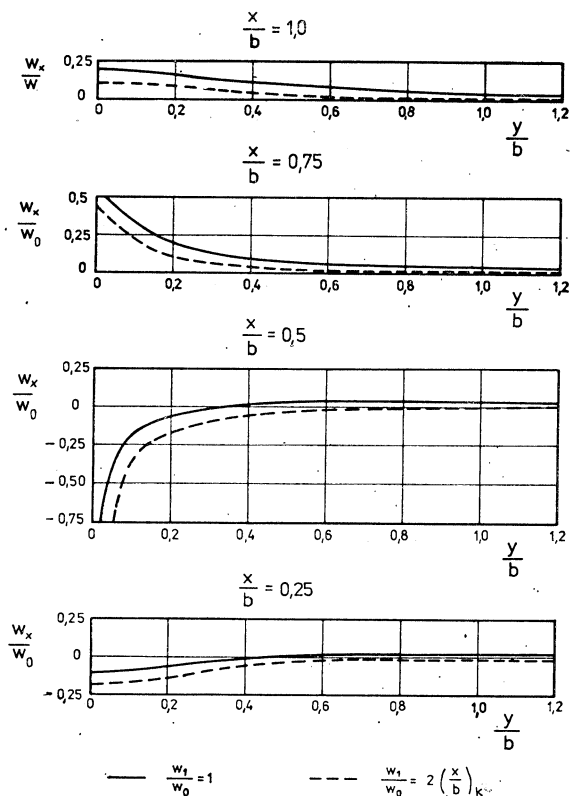 x/b = 1,0
w_x/w
0,25
0
0 0,2 0,4 0,6 0,8 1,0 1,2
y/b
x/b = 0,75
w_x/w_0
0,5
0,25
0
0 0,2 0,4 0,6 0,8 1,0 1,2
y/b
x/b = 0,5
w_x/w_0
0,25
0
-0,25
-0,50
-0,75
0 0,2 0,4 0,6 0,8 1,0 1,2
y/b
x/b = 0,25
w_x/w_0
0,25
0
-0,25
0 0,2 0,4 0,6 0,8 1,0 1,2
y/b
w_1/w_0 = 1
w_1/w_0 = 2 (x/b)_K